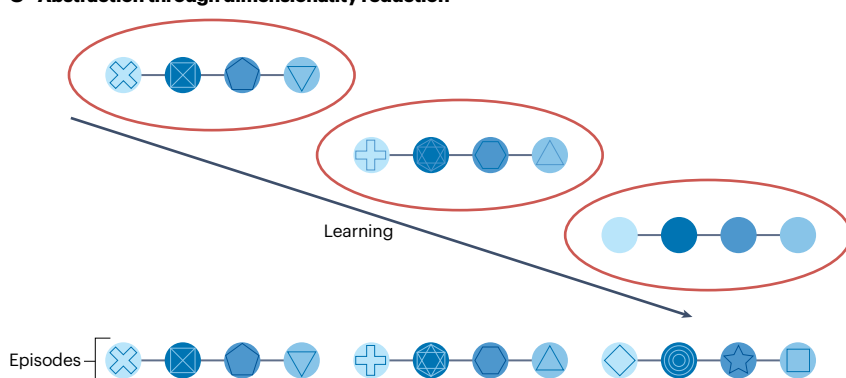 Abstraction through dimensionality reduction
Learning
Episodes